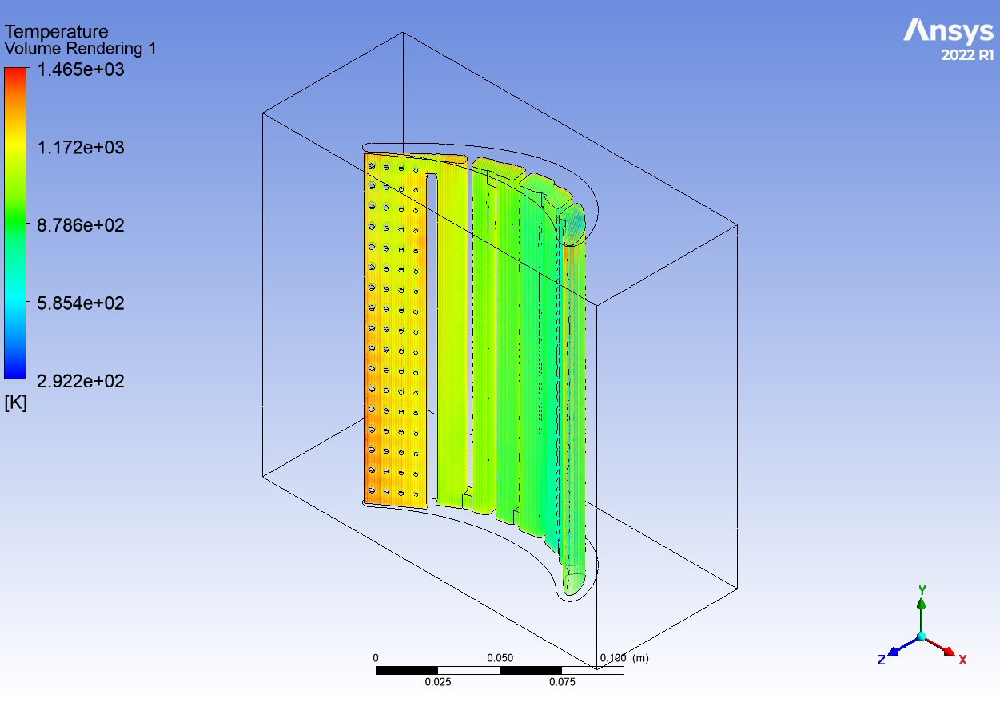 Temperature
Volume Rendering 1
1.465e+03
1.172e+03
8.786e+02
5.854e+02
2.922e+02
[K]
Ansys
2022 R1
0 0.050 0.100 (m)
0.025 0.075
Y
Z X